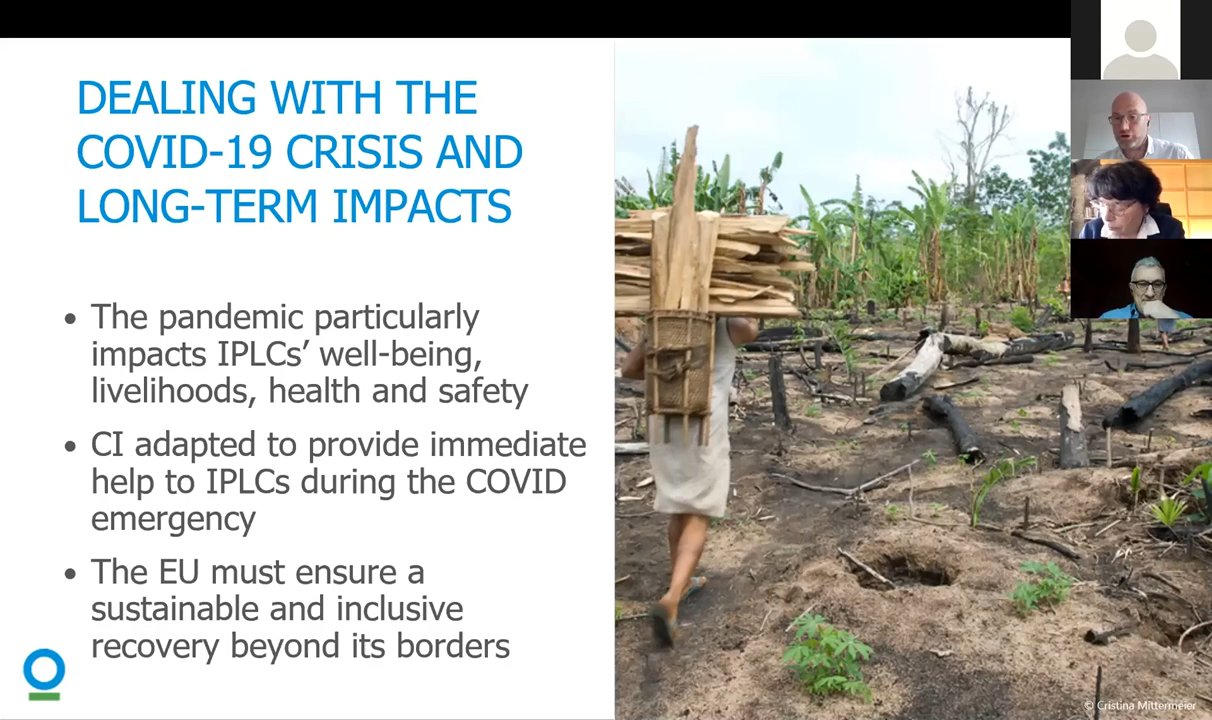 DEALING WITH THE
COVID-19 CRISIS AND
LONG-TERM IMPACTS
• The pandemic particularly
impacts IPLCs’ well-being,
livelihoods, health and safety
• CI adapted to provide immediate
help to IPLCs during the COVID
emergency
• The EU must ensure a
sustainable and inclusive
recovery beyond its borders
© Cristina Mittermeier